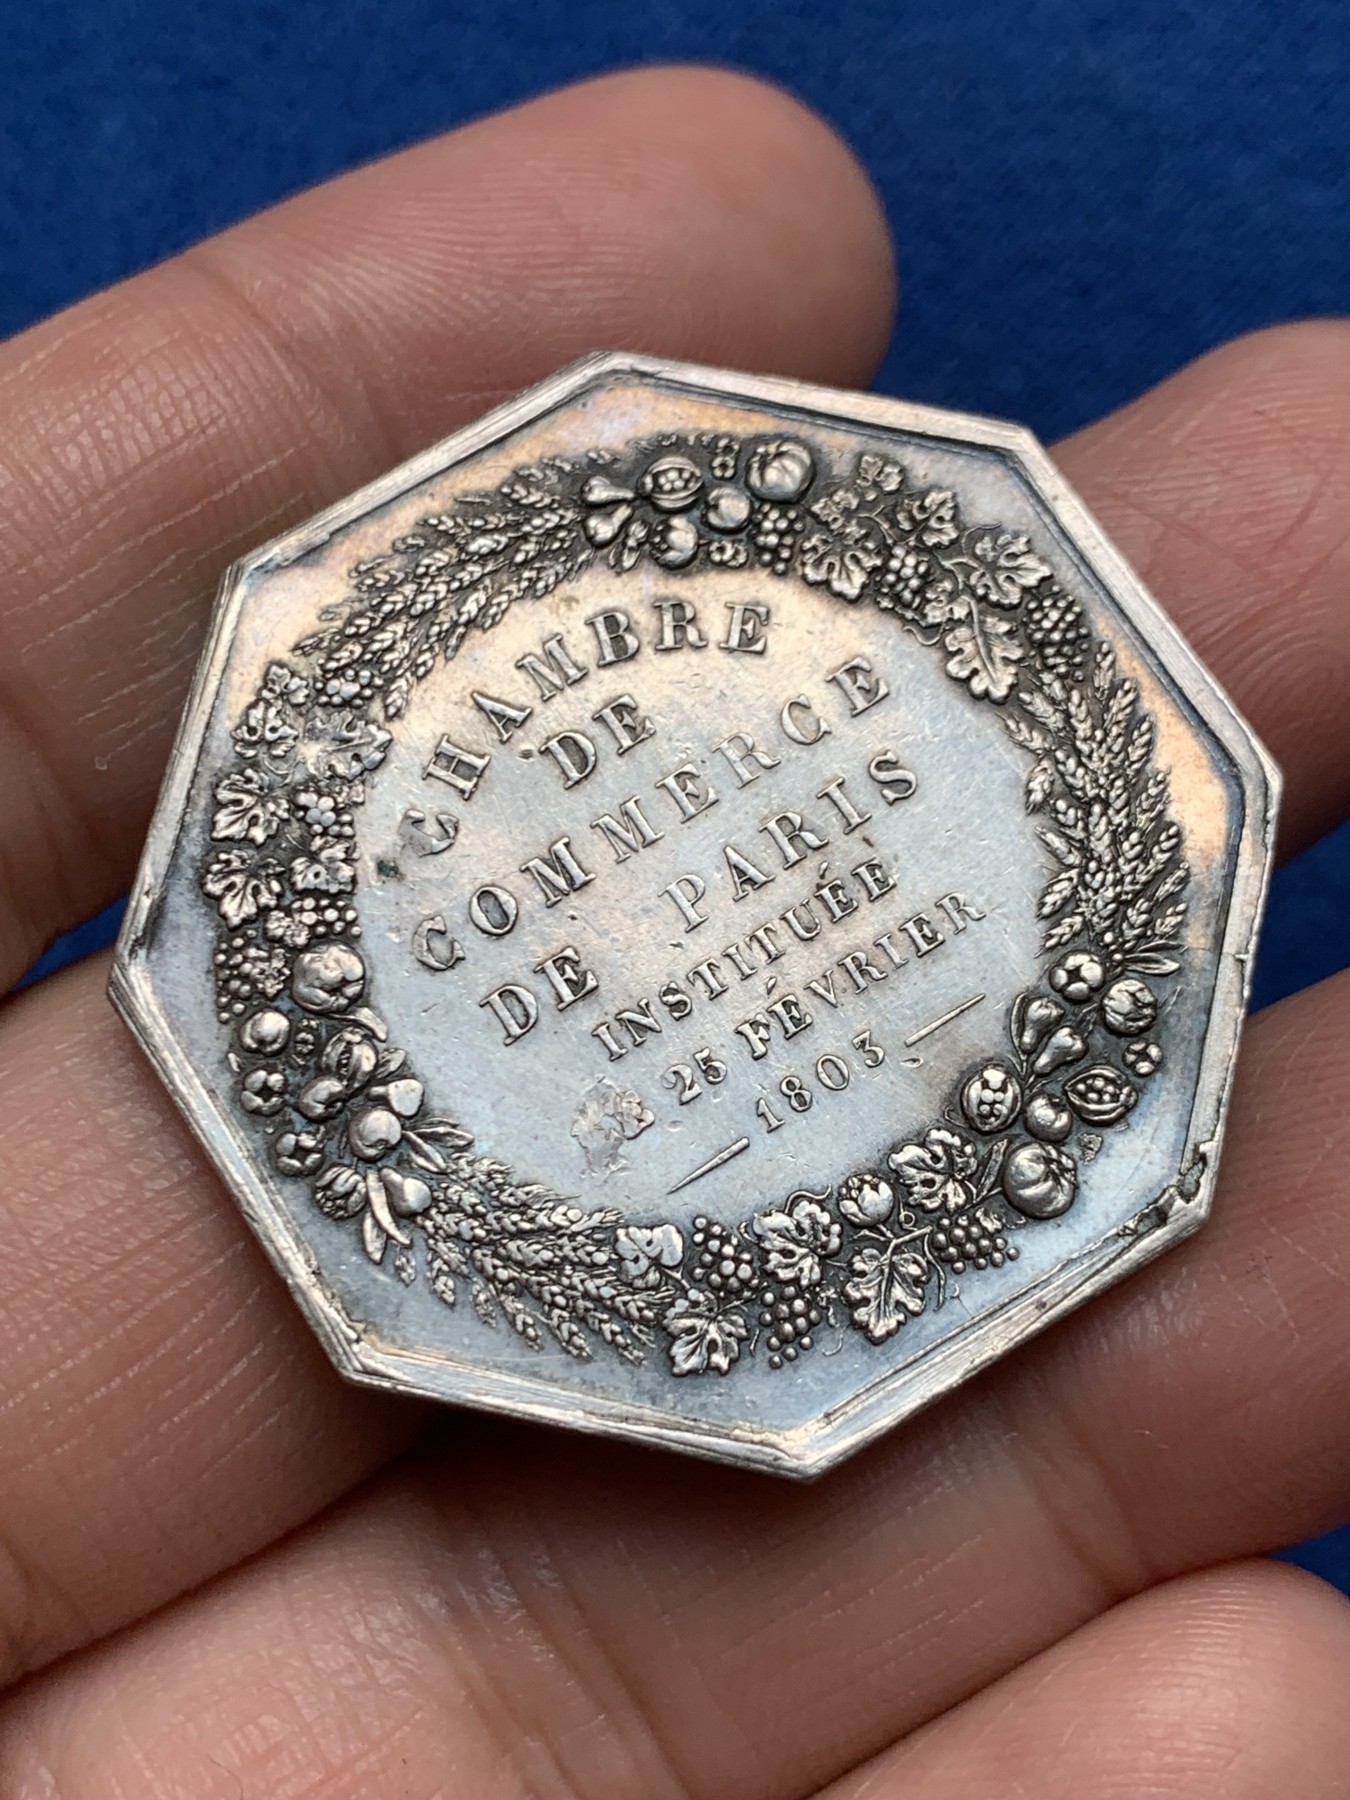 CHAMBRE
DE
COMMERCE
DE PARIS
INSTITUÉE
25 FÉVRIER
1803